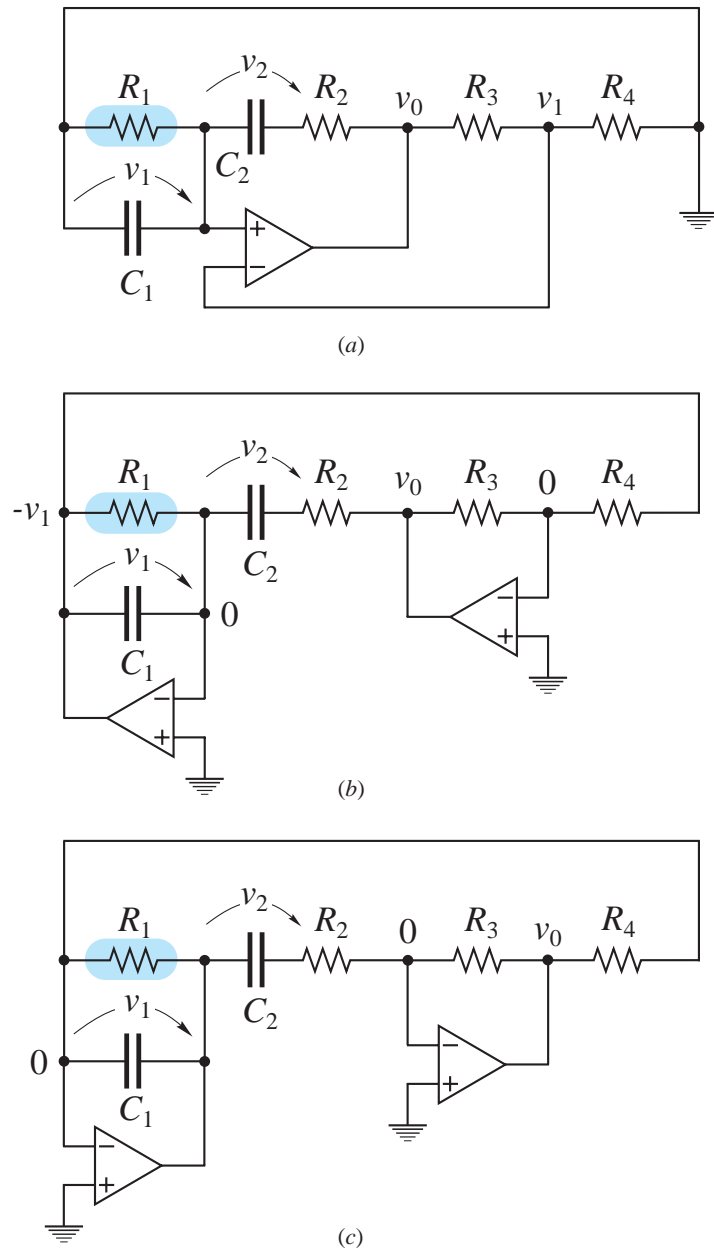 v₂
R₁ R₂ v₀ R₃ v₁ R₄
C₂
v₁
+
C₁
−
(a)
v₂
R₁ R₂ v₀ R₃ 0 R₄
-v₁
v₁ C₂
0
− 
C₁ +
−
+
(b)
v₂
R₁ R₂ 0 R₃ v₀ R₄
v₁ C₂
0
−
C₁ +
−
+
(c)